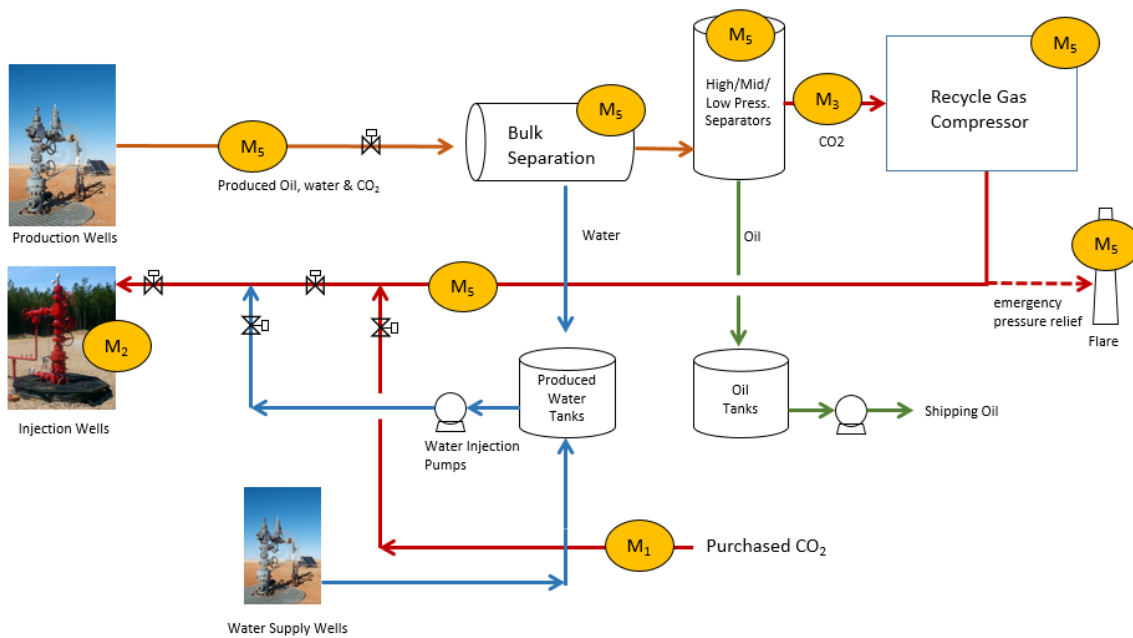 M5
High/Mid/
Low Press.
Separators
M3
CO2
M5
Recycle Gas
Compressor
M5
Bulk
Separation
M5
Produced Oil, water & CO₂
Production Wells
Water
Oil
M5
emergency
pressure relief
M5
Flare
M2
Injection Wells
Produced
Water
Tanks
Water Injection
Pumps
Oil
Tanks
Shipping Oil
M1
Purchased CO₂
Water Supply Wells